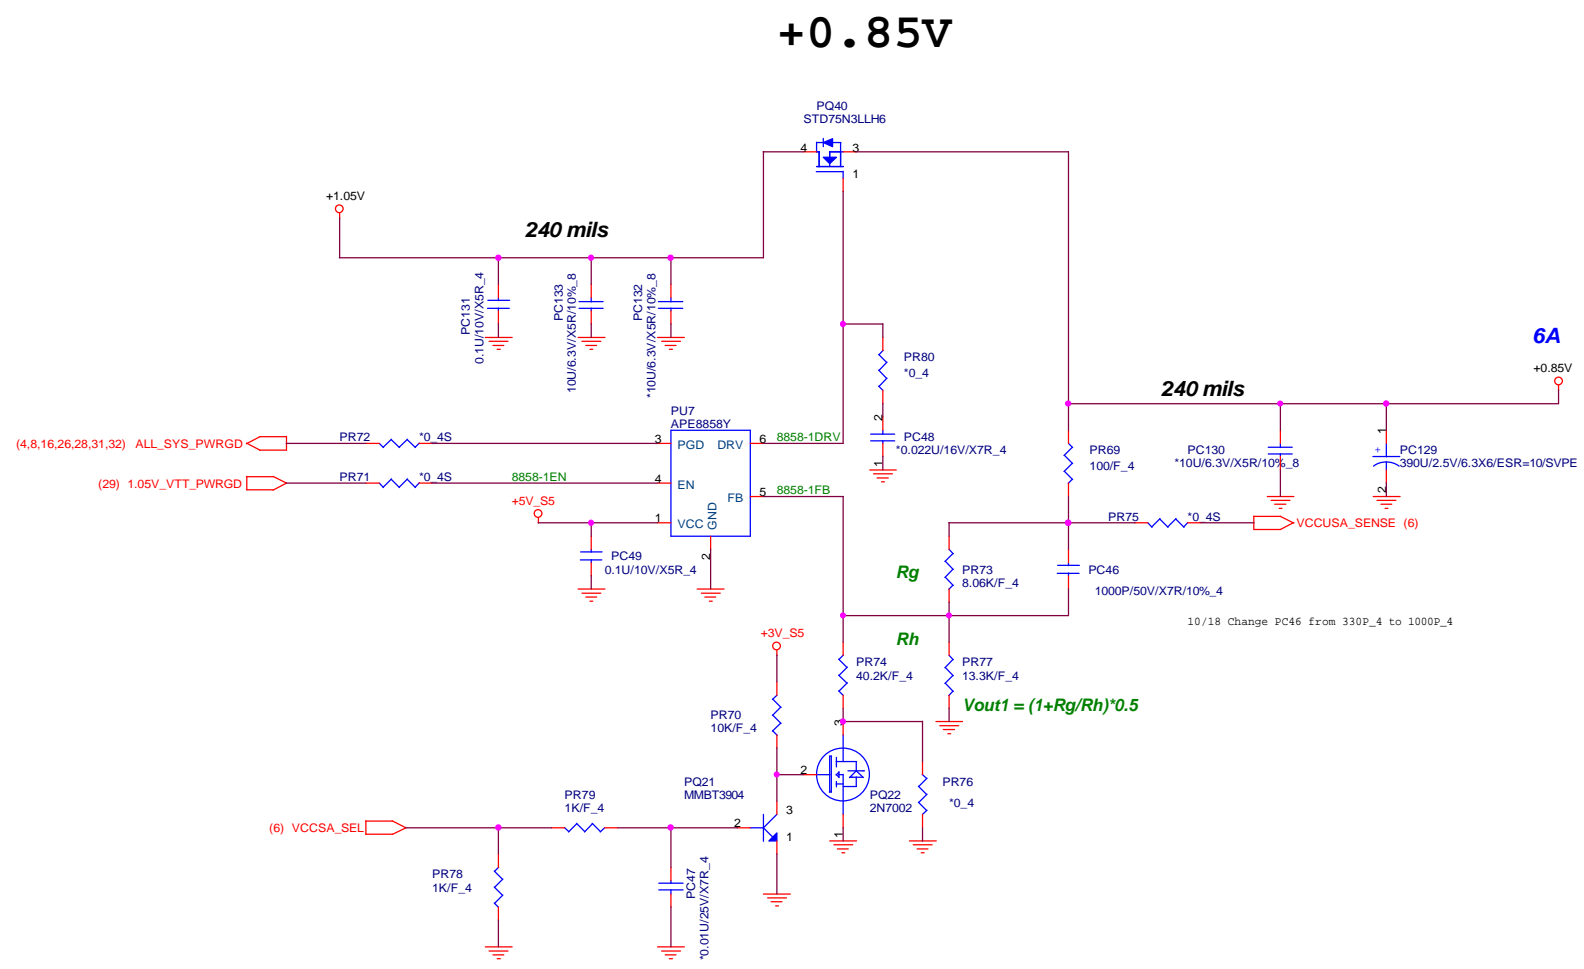 +0.85V
PQ40
STD75N3LLH6
4
3
1
+1.05V
240 mils
PC131
0.1U/10V/X5R_4
PC133
10U/6.3V/X5R/10%_8
PC132
*10U/6.3V/X5R/10%_8
6A
+0.85V
240 mils
PR80
*0_4
2
1
PC48
*0.022U/16V/X7R_4
PU7
APE8858Y
3
PGD
DRV
6
8858-1DRV
4
EN
FB
5
8858-1FB
1
VCC
GND
2
(4,8,16,26,28,31,32) ALL_SYS_PWRGD
PR72
*0_4S
(29) 1.05V_VTT_PWRGD
PR71
*0_4S
8858-1EN
+5V_S5
PC49
0.1U/10V/X5R_4
PR69
100/F_4
PC130
*10U/6.3V/X5R/10%_8
1
+
2
PC129
390U/2.5V/6.3X6/ESR=10/SVPE
PR75
*0_4S
VCCUSA_SENSE (6)
Rg
PR73
8.06K/F_4
PC46
1000P/50V/X7R/10%_4
10/18 Change PC46 from 330P_4 to 1000P_4
Rh
PR74
40.2K/F_4
PR77
13.3K/F_4
Vout1 = (1+Rg/Rh)*0.5
+3V_S5
PR70
10K/F_4
3
2
1
PQ22
2N7002
PR76
*0_4
PQ21
MMBT3904
3
2
1
(6) VCCSA_SEL
PR79
1K/F_4
PR78
1K/F_4
PC47
*0.01U/25V/X7R_4